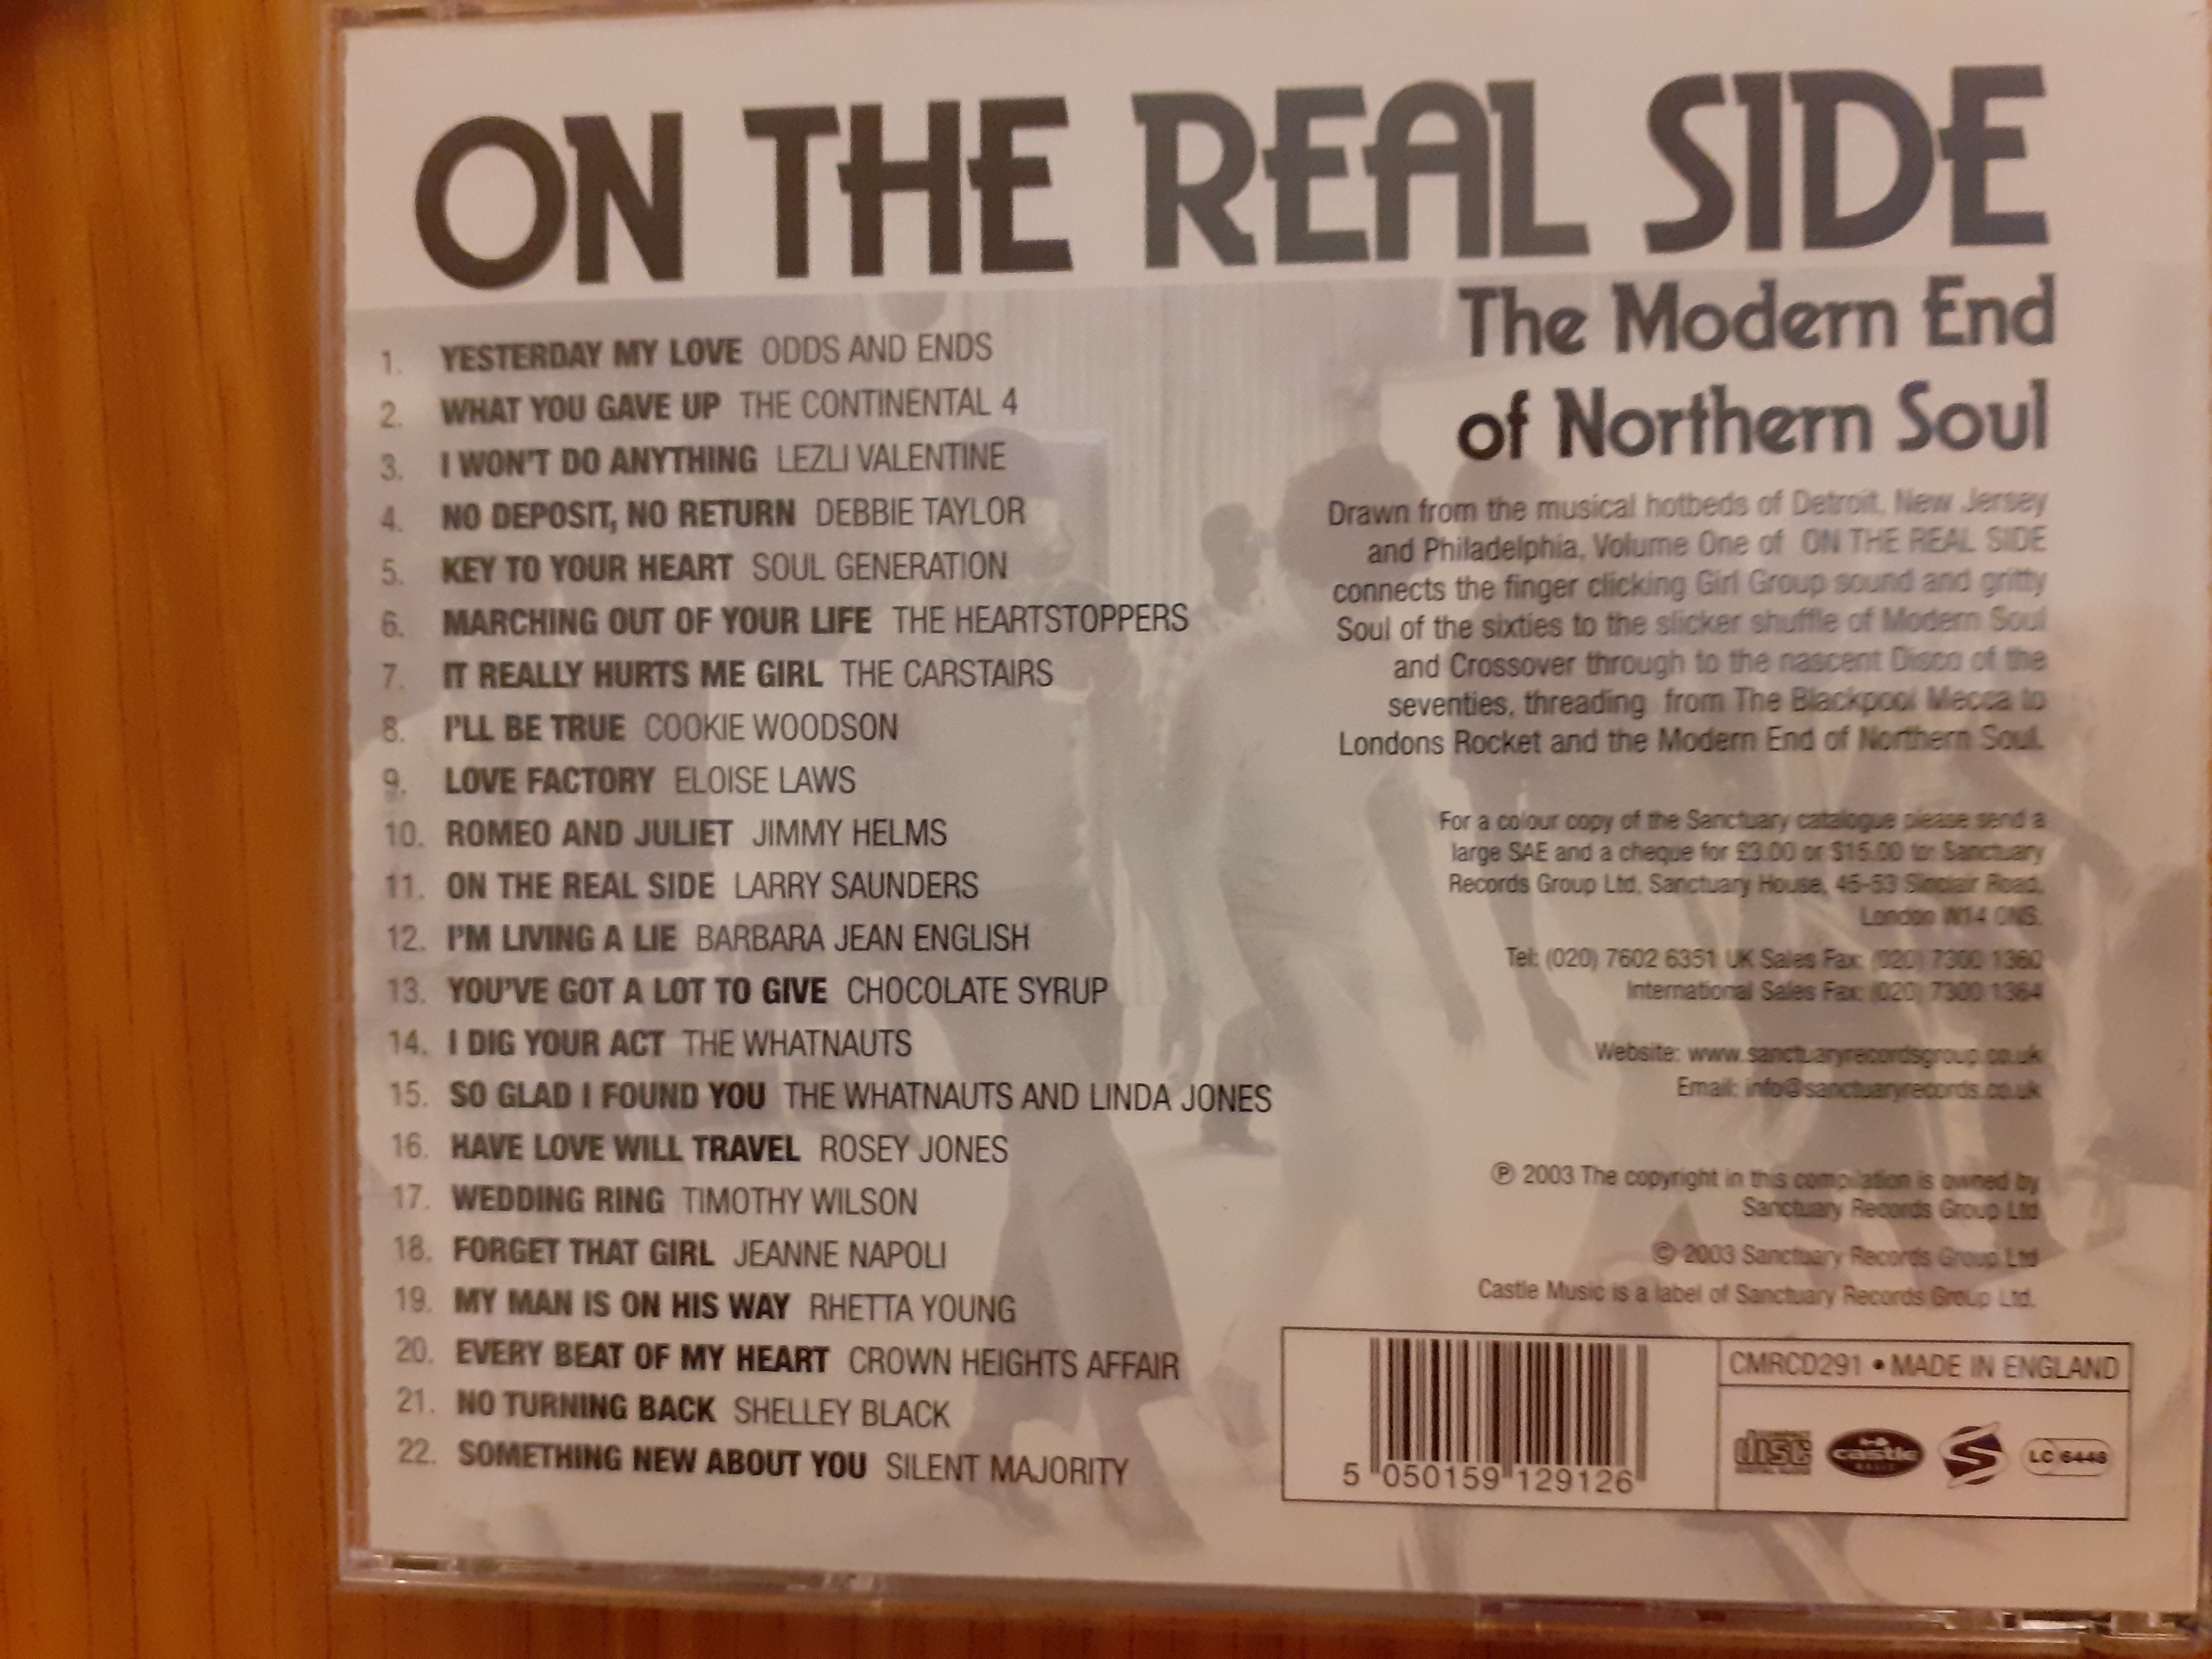 ON THE REAL SIDE
The Modern End
of Northern Soul
1. YESTERDAY MY LOVE ODDS AND ENDS
2. WHAT YOU GAVE UP THE CONTINENTAL 4
3. I WON'T DO ANYTHING LEZLI VALENTINE
4. NO DEPOSIT, NO RETURN DEBBIE TAYLOR
5. KEY TO YOUR HEART SOUL GENERATION
6. MARCHING OUT OF YOUR LIFE THE HEARTSTOPPERS
7. IT REALLY HURTS ME GIRL THE CARSTAIRS
8. I'LL BE TRUE COOKIE WOODSON
9. LOVE FACTORY ELOISE LAWS
10. ROMEO AND JULIET JIMMY HELMS
11. ON THE REAL SIDE LARRY SAUNDERS
12. I'M LIVING A LIE BARBARA JEAN ENGLISH
13. YOU'VE GOT A LOT TO GIVE CHOCOLATE SYRUP
14. I DIG YOUR ACT THE WHATNAUTS
15. SO GLAD I FOUND YOU THE WHATNAUTS AND LINDA JONES
16. HAVE LOVE WILL TRAVEL ROSEY JONES
17. WEDDING RING TIMOTHY WILSON
18. FORGET THAT GIRL JEANNE NAPOLI
19. MY MAN IS ON HIS WAY RHETTA YOUNG
20. EVERY BEAT OF MY HEART CROWN HEIGHTS AFFAIR
21. NO TURNING BACK SHELLEY BLACK
22. SOMETHING NEW ABOUT YOU SILENT MAJORITY
Drawn from the musical hotbeds of Detroit, New Jersey
and Philadelphia, Volume One of ON THE REAL SIDE
connects the finger clicking Girl Group sound and gritty
Soul of the sixties to the slicker shuffle of Modern Soul
and Crossover through to the nascent Disco of the
seventies, threading from The Blackpool Mecca to
Londons Rocket and the Modern End of Northern Soul.
For a colour copy of the Sanctuary catalogue please send a
large SAE and a cheque for £3.00 or $15.00 to: Sanctuary
Records Group Ltd, Sanctuary House, 45-53 Sinclair Road,
London W14 0NS.
Tel: (020) 7602 6351 UK Sales Fax: (020) 7300 1360
International Sales Fax: (020) 7300 1364
Website: www.sanctuaryrecordsgroup.co.uk
Email: info@sanctuaryrecords.co.uk
℗ 2003 The copyright in this compilation is owned by
Sanctuary Records Group Ltd
© 2003 Sanctuary Records Group Ltd
Castle Music is a label of Sanctuary Records Group Ltd.
CMRCD291 • MADE IN ENGLAND
5 050159 129126
disc
castle
MUSIC
S
LC 6448